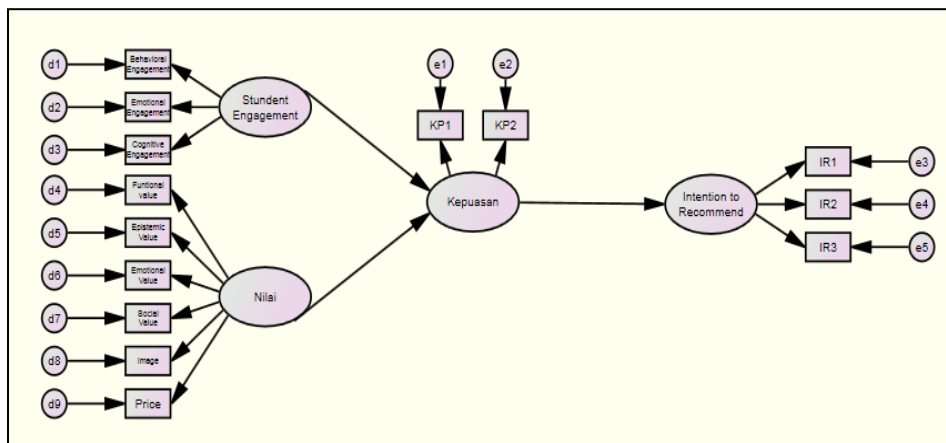 d1
Behavioral
Engagement
d2
Emotional
Engagement
d3
Cognitive
Engagement
d4
Funtional
value
d5
Epistemic
Value
d6
Emotional
Value
d7
Social
Value
d8
Image
d9
Price
Stundent
Engagement
Nilai
e1
e2
KP1
KP2
Kepuasan
Intention to
Recommend
IR1
e3
IR2
e4
IR3
e5